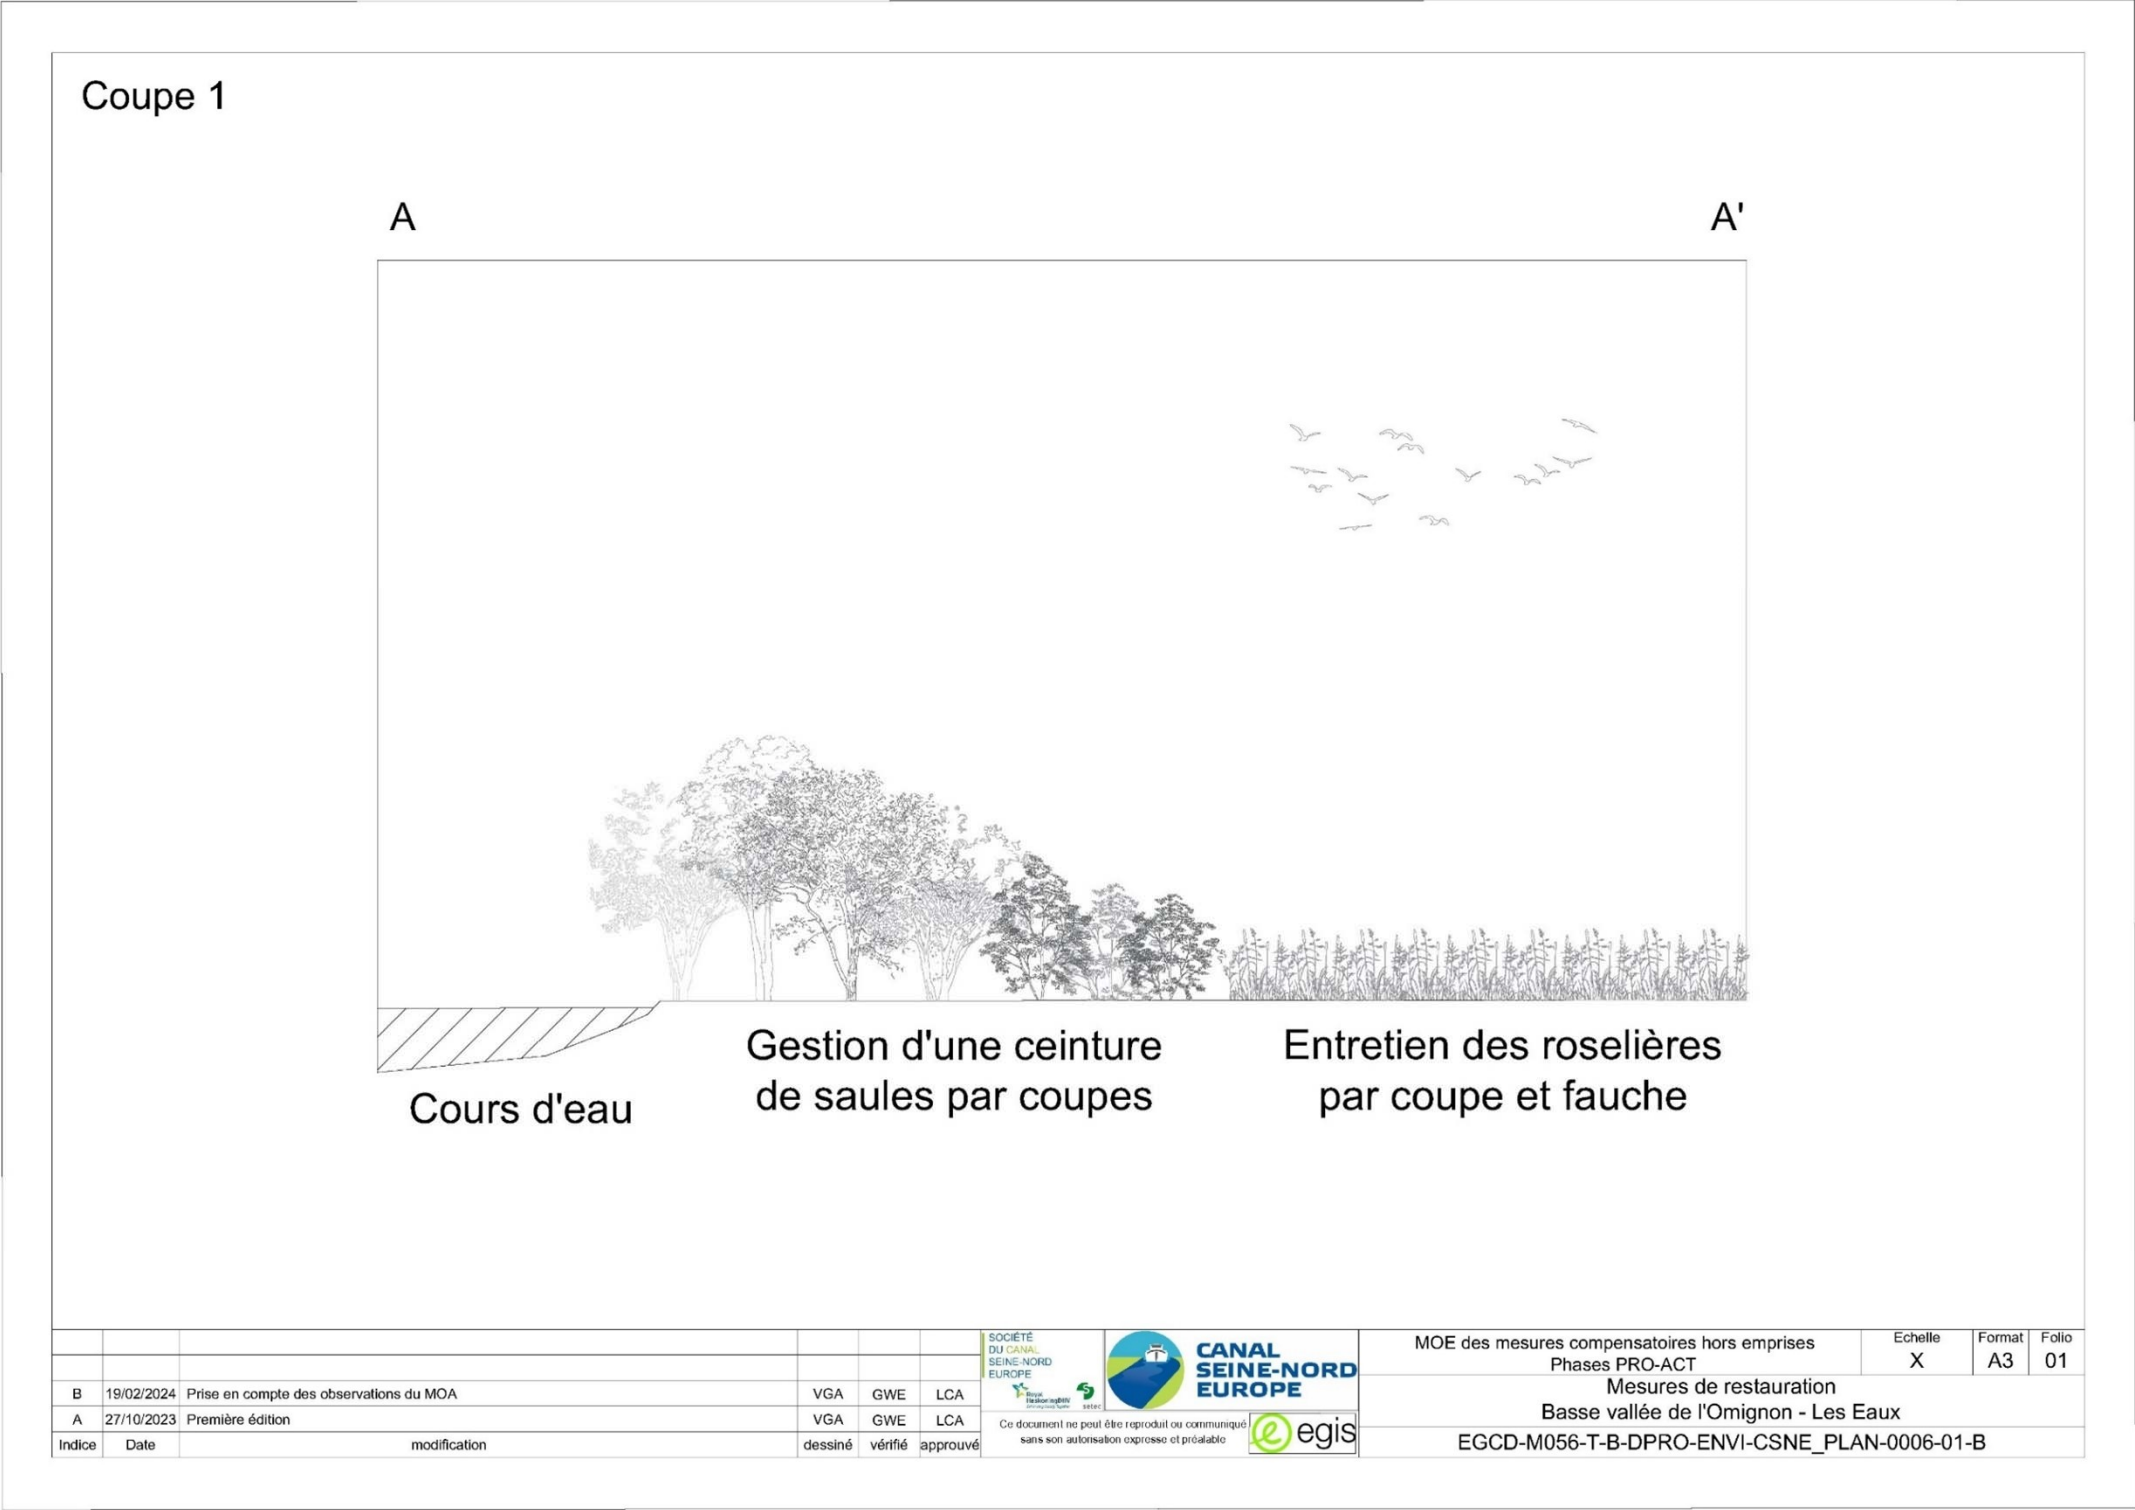 Coupe 1
A
A'
Gestion d'une ceinture
de saules par coupes
Entretien des roselières
par coupe et fauche
Cours d'eau
B 19/02/2024 Prise en compte des observations du MOA VGA GWE LCA
A 27/10/2023 Première édition VGA GWE LCA
Indice Date modification dessiné vérifié approuvé
SOCIÉTÉ
DU CANAL
SEINE-NORD
EUROPE
Royal
HaskoningDHV
setec
CANAL
SEINE-NORD
EUROPE
Ce document ne peut être reproduit ou communiqué
sans son autorisation expresse et préalable
egis
MOE des mesures compensatoires hors emprises
Phases PRO-ACT
Echelle
X
Format
A3
Folio
01
Mesures de restauration
Basse vallée de l'Omignon - Les Eaux
EGCD-M056-T-B-DPRO-ENVI-CSNE_PLAN-0006-01-B